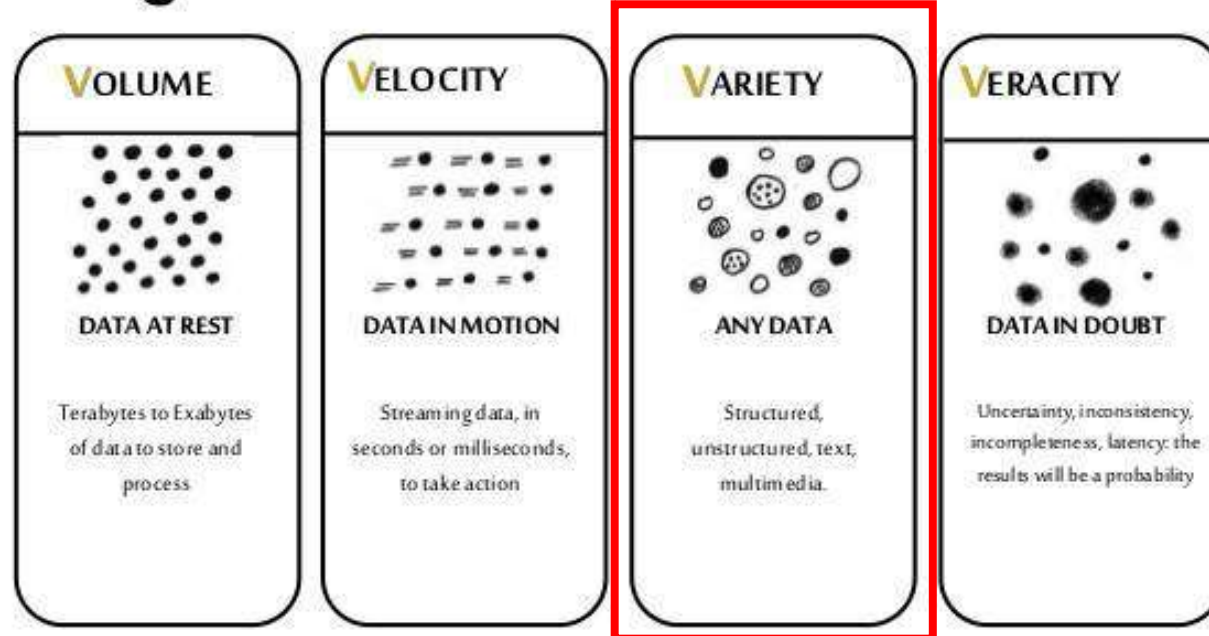 VOLUME
DATA AT REST
Terabytes to Exabytes
of data to store and
process
VELOCITY
DATA IN MOTION
Streaming data, in
seconds or milliseconds,
to take action
VARIETY
ANY DATA
Structured,
unstructured, text,
multimedia.
VERACITY
DATA IN DOUBT
Uncertainty, inconsistency,
incompleteness, latency: the
results will be a probability